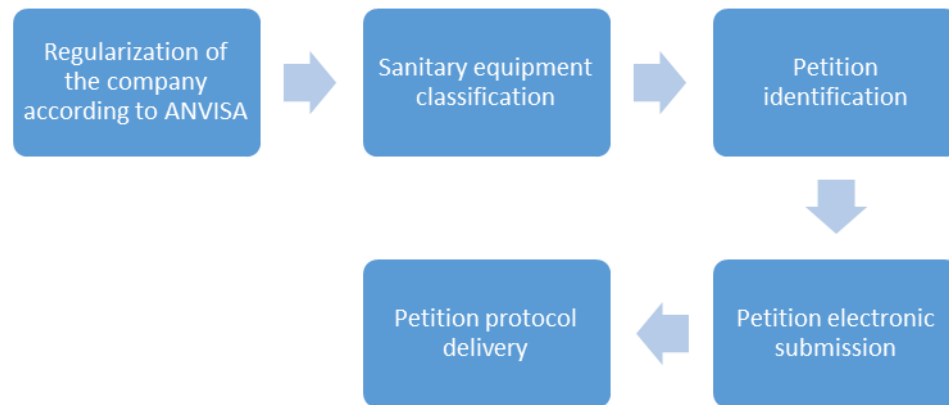 Regularization of
the company
according to ANVISA
Sanitary equipment
classification
Petition
identification
Petition electronic
submission
Petition protocol
delivery